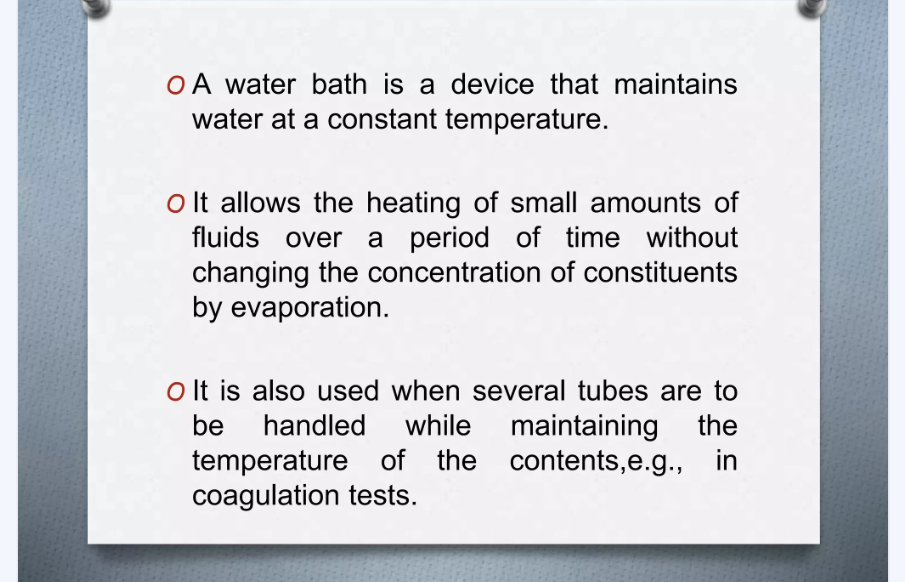 A water bath is a device that maintains
water at a constant temperature.
It allows the heating of small amounts of
fluids over a period of time without
changing the concentration of constituents
by evaporation.
It is also used when several tubes are to
be handled while maintaining the
temperature of the contents,e.g., in
coagulation tests.